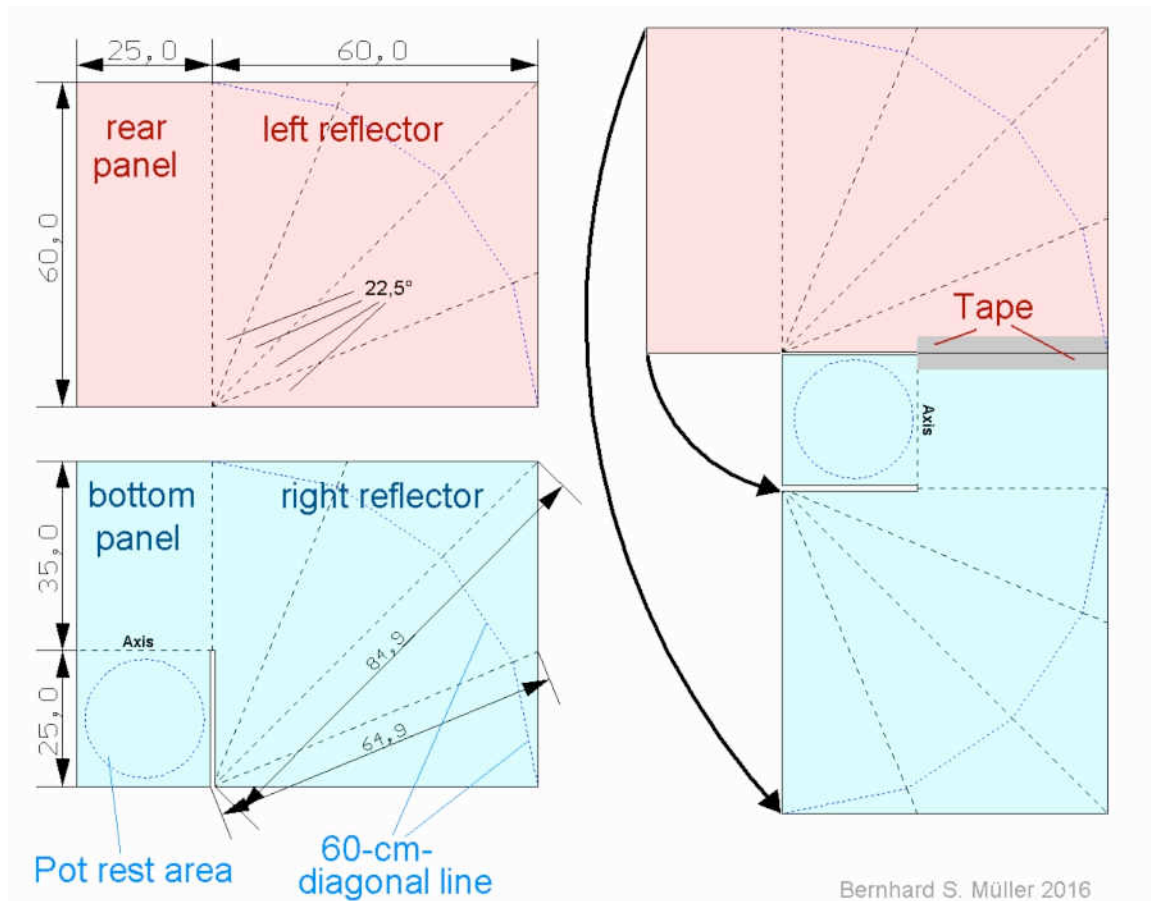 25,0
60,0
rear
panel
left reflector
60,0
22,5°
Tape
Axis
bottom
panel
right reflector
35,0
Axis
84,9
25,0
64,9
Pot rest area
60-cm-
diagonal line
Bernhard S. Müller 2016